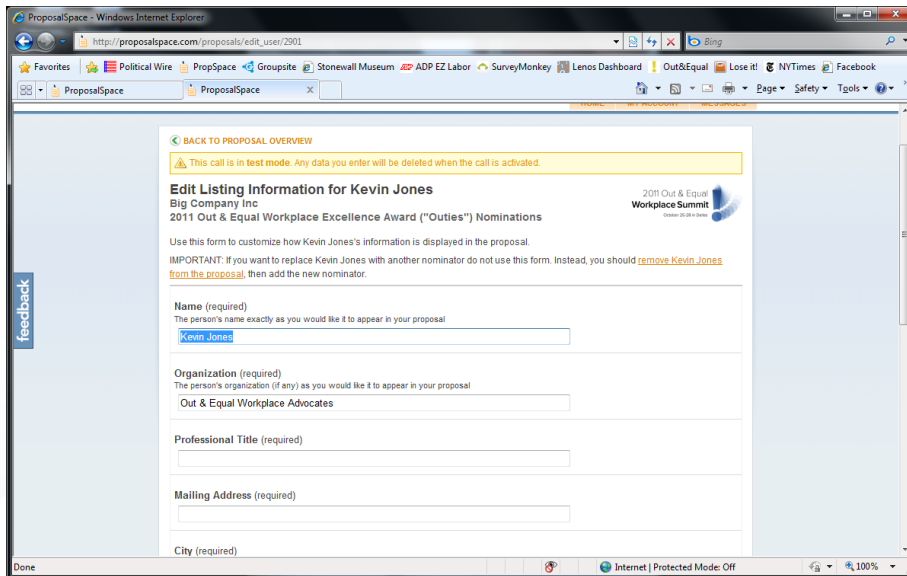 ProposalSpace - Windows Internet Explorer
http://proposalspace.com/proposals/edit_user/2901
Bing
Favorites Political Wire PropSpace Groupsite Stonewall Museum ADP EZ Labor SurveyMonkey Lenos Dashboard Out&Equal Lose it! NYTimes Facebook
ProposalSpace ProposalSpace X Page Safety Tools
HOME MY ACCOUNT MESSAGES
BACK TO PROPOSAL OVERVIEW
This call is in test mode. Any data you enter will be deleted when the call is activated.
Edit Listing Information for Kevin Jones
Big Company Inc
2011 Out & Equal Workplace Excellence Award ("Outies") Nominations
2011 Out & Equal
Workplace Summit
October 25-28 in Dallas
Use this form to customize how Kevin Jones's information is displayed in the proposal.
IMPORTANT: If you want to replace Kevin Jones with another nominator do not use this form. Instead, you should remove Kevin Jones
from the proposal, then add the new nominator.
feedback
Name (required)
The person's name exactly as you would like it to appear in your proposal
Kevin Jones
Organization (required)
The person's organization (if any) as you would like it to appear in your proposal
Out & Equal Workplace Advocates
Professional Title (required)
Mailing Address (required)
City (required)
Done Internet | Protected Mode: Off 100%